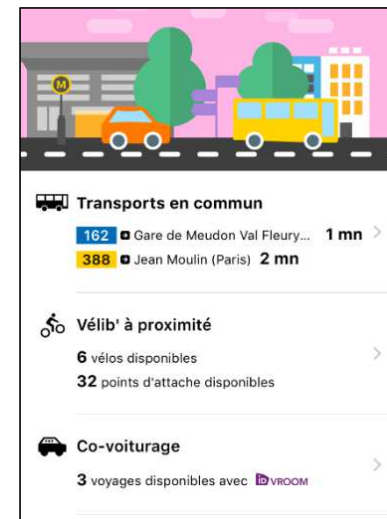 M
Transports en commun
162 Gare de Meudon Val Fleury... 1 mn
388 Jean Moulin (Paris) 2 mn
Vélib' à proximité
6 vélos disponibles
32 points d'attache disponibles
Co-voiturage
3 voyages disponibles avec iDVROOM